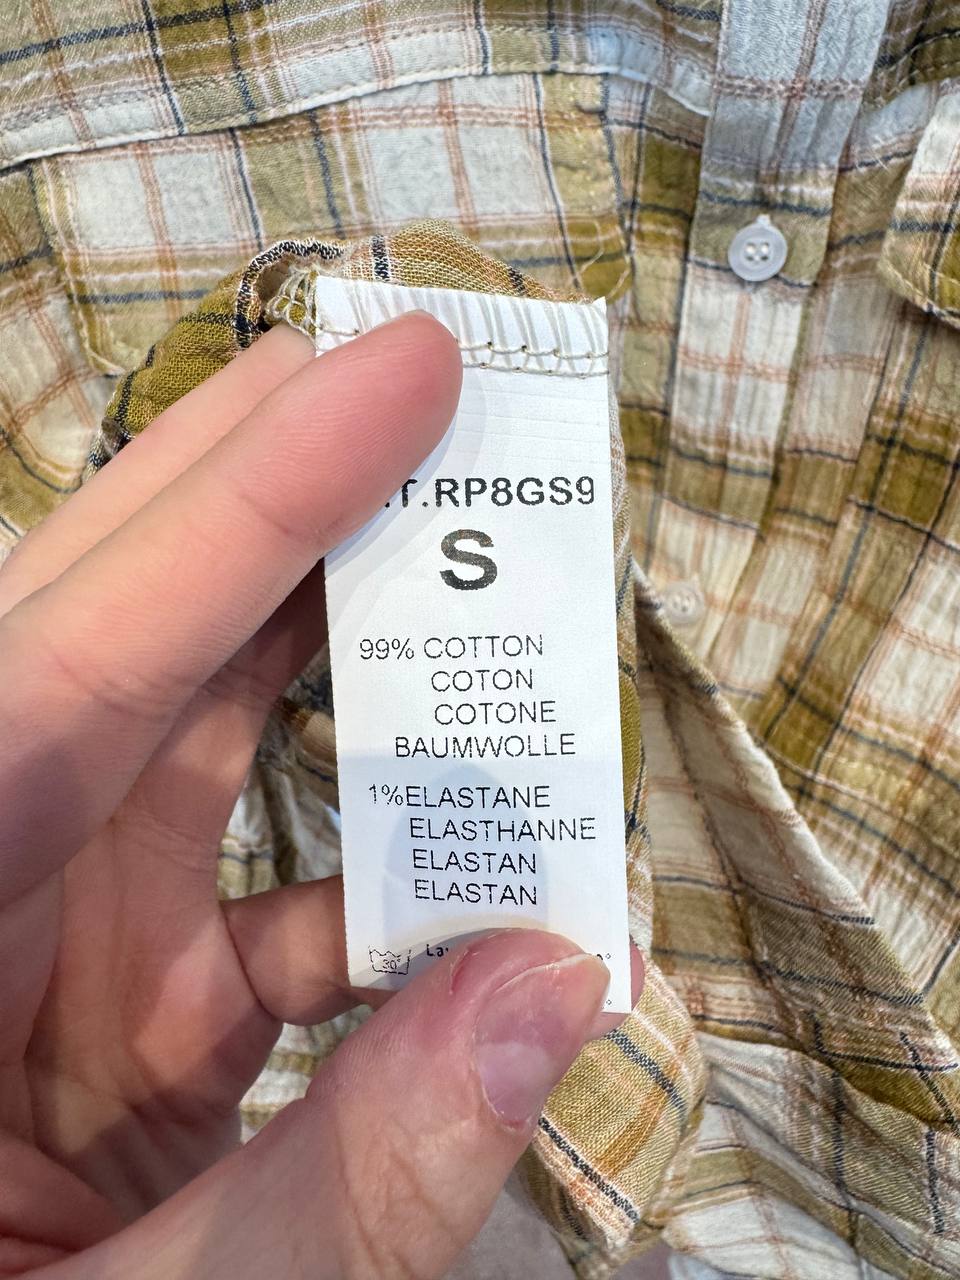 .T.RP8GS9
S
99% COTTON
COTON
COTONE
BAUMWOLLE
1%ELASTANE
ELASTHANNE
ELASTAN
ELASTAN
30°